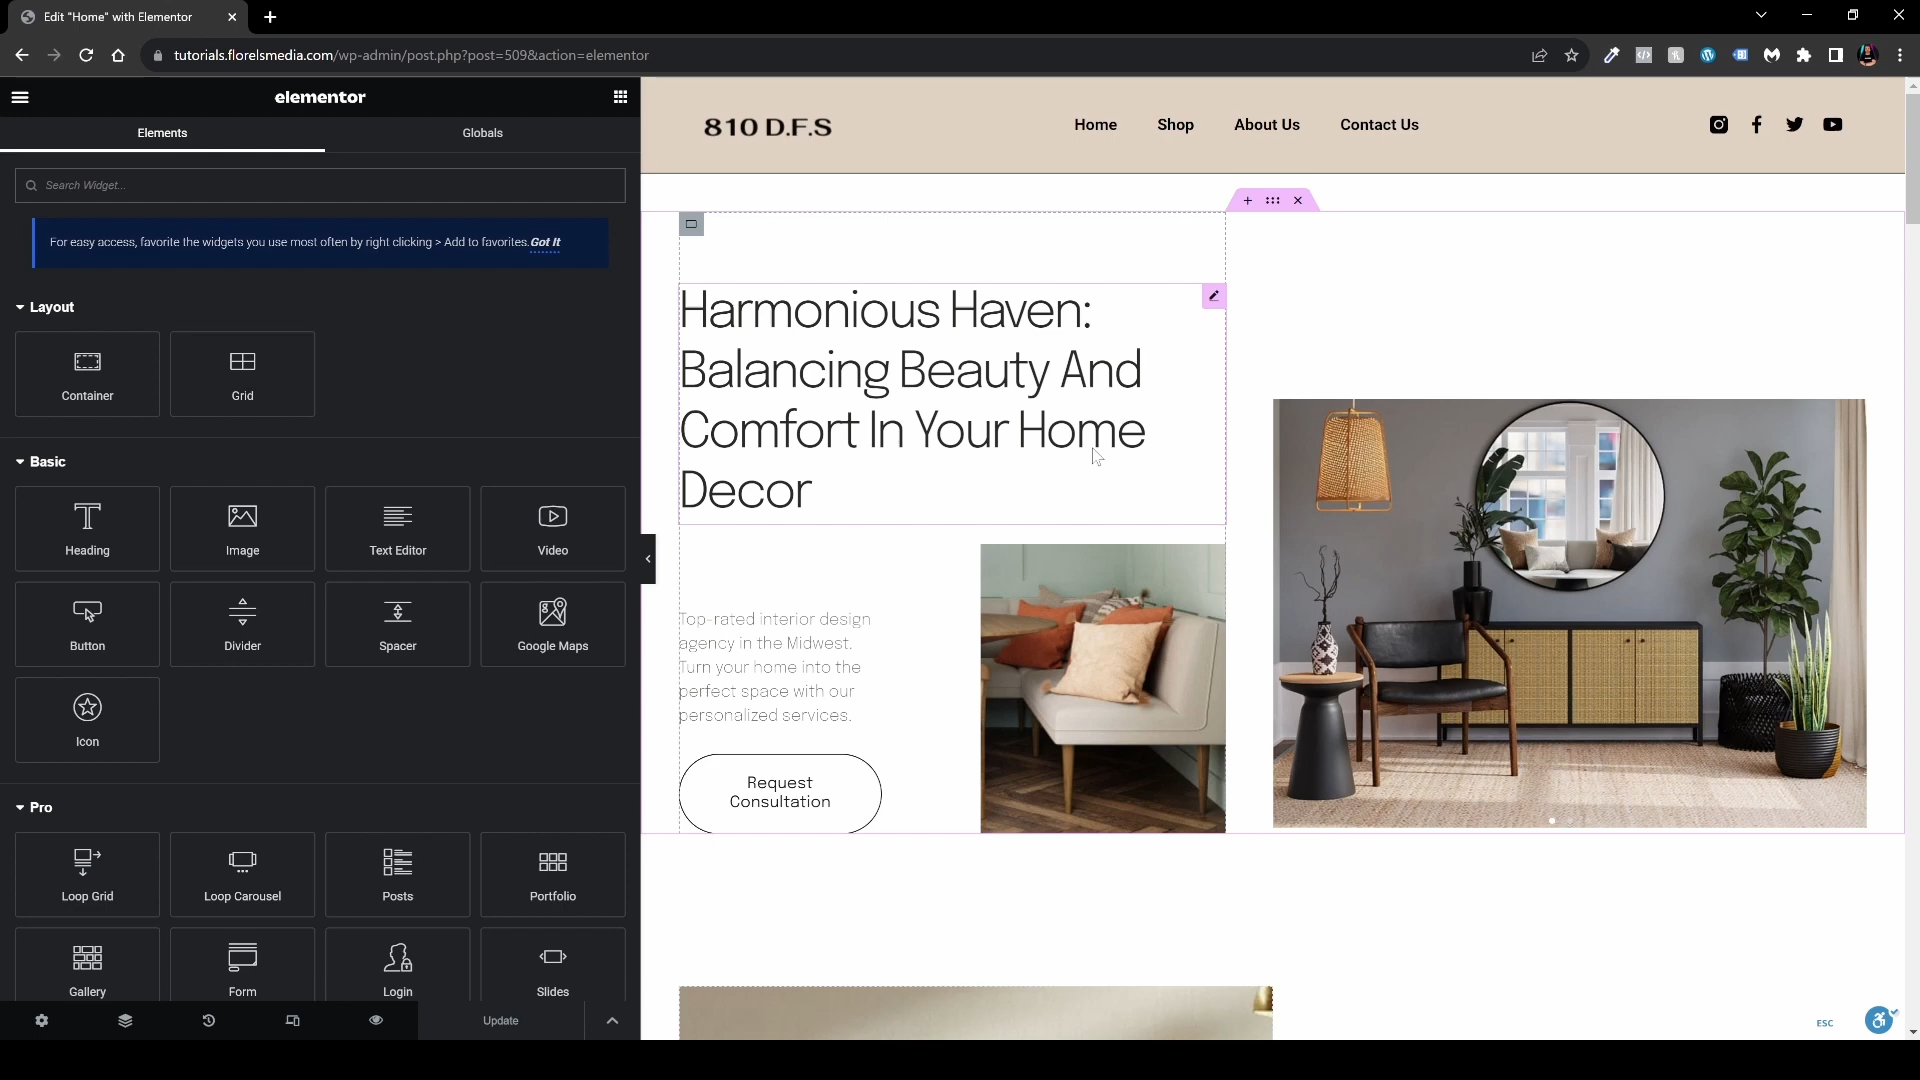 Edit "Home" with Elementor
tutorials.florelsmedia.com/wp-admin/post.php?post=509&action=elementor
elementor
Elements
Globals
Search Widget...
For easy access, favorite the widgets you use most often by right clicking > Add to favorites. Got It
Layout
Container
Grid
Basic
Heading
Image
Text Editor
Video
Button
Divider
Spacer
Google Maps
Icon
Pro
Loop Grid
Loop Carousel
Posts
Portfolio
Gallery
Form
Login
Slides
Update
810 D.F.S
Home
Shop
About Us
Contact Us
Harmonious Haven:
Balancing Beauty And
Comfort In Your Home
Decor
Top-rated interior design
agency in the Midwest.
Turn your home into the
perfect space with our
personalized services.
Request
Consultation
ESC